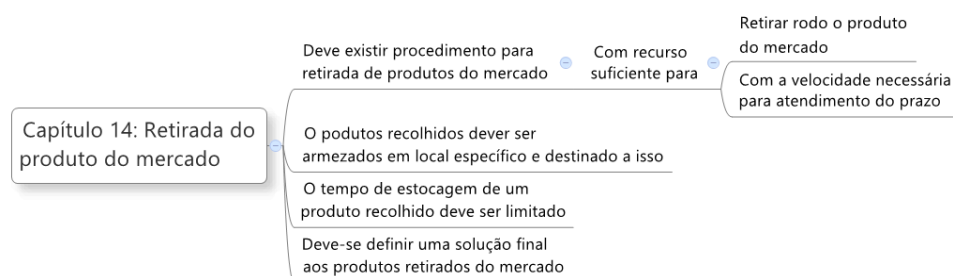 Capítulo 14: Retirada do
produto do mercado
Deve existir procedimento para
retirada de produtos do mercado
Com recurso
suficiente para
Retirar rodo o produto
do mercado
Com a velocidade necessária
para atendimento do prazo
O podutos recolhidos dever ser
armezados em local específico e destinado a isso
O tempo de estocagem de um
produto recolhido deve ser limitado
Deve-se definir uma solução final
aos produtos retirados do mercado